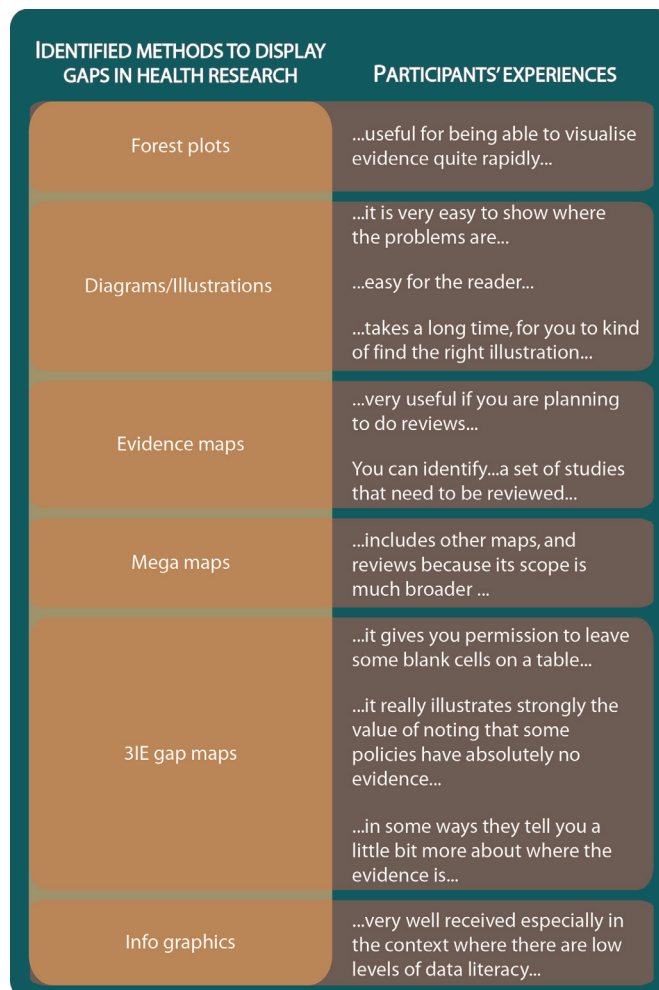 IDENTIFIED METHODS TO DISPLAY
GAPS IN HEALTH RESEARCH
PARTICIPANTS' EXPERIENCES
Forest plots
...useful for being able to visualise
evidence quite rapidly...
Diagrams/Illustrations
...it is very easy to show where
the problems are...
...easy for the reader...
...takes a long time, for you to kind
of find the right illustration...
Evidence maps
...very useful if you are planning
to do reviews...
You can identify...a set of studies
that need to be reviewed...
Mega maps
...includes other maps, and
reviews because its scope is
much broader ...
3IE gap maps
...it gives you permission to leave
some blank cells on a table...
...it really illustrates strongly the
value of noting that some
policies have absolutely no
evidence...
...in some ways they tell you a
little bit more about where the
evidence is...
Info graphics
...very well received especially in
the context where there are low
levels of data literacy...